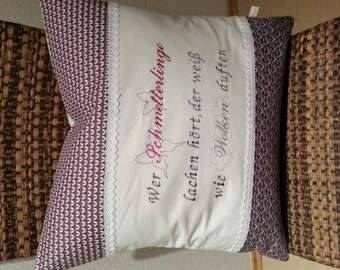 Wer Schmetterlinge
lachen hört, der weiß
wie Wolken duften